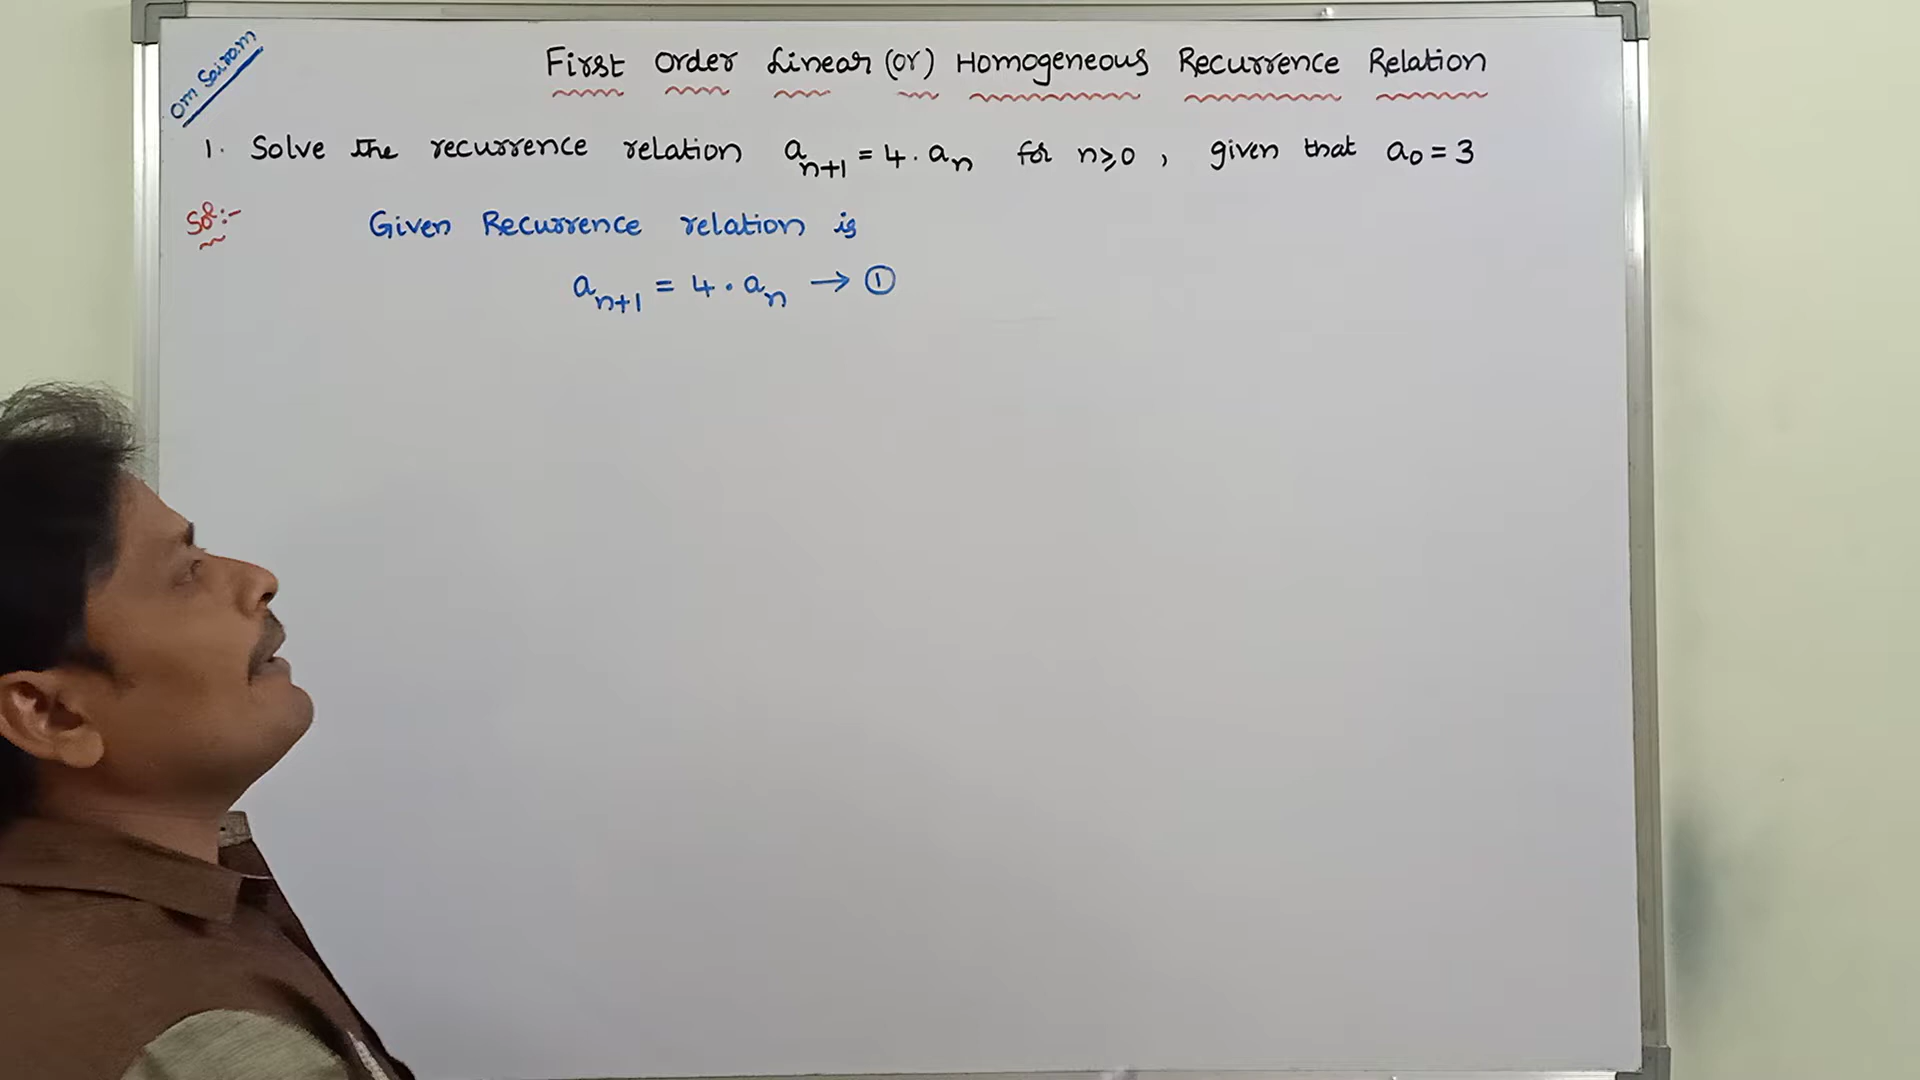 Om Sairam
First Order Linear (or) Homogeneous Recurrence Relation
1. Solve the recurrence relation a_{n+1} = 4 . a_n for n≥0 , given that a_0 = 3
Sol:-
Given Recurrence relation is
a_{n+1} = 4 . a_n → ①